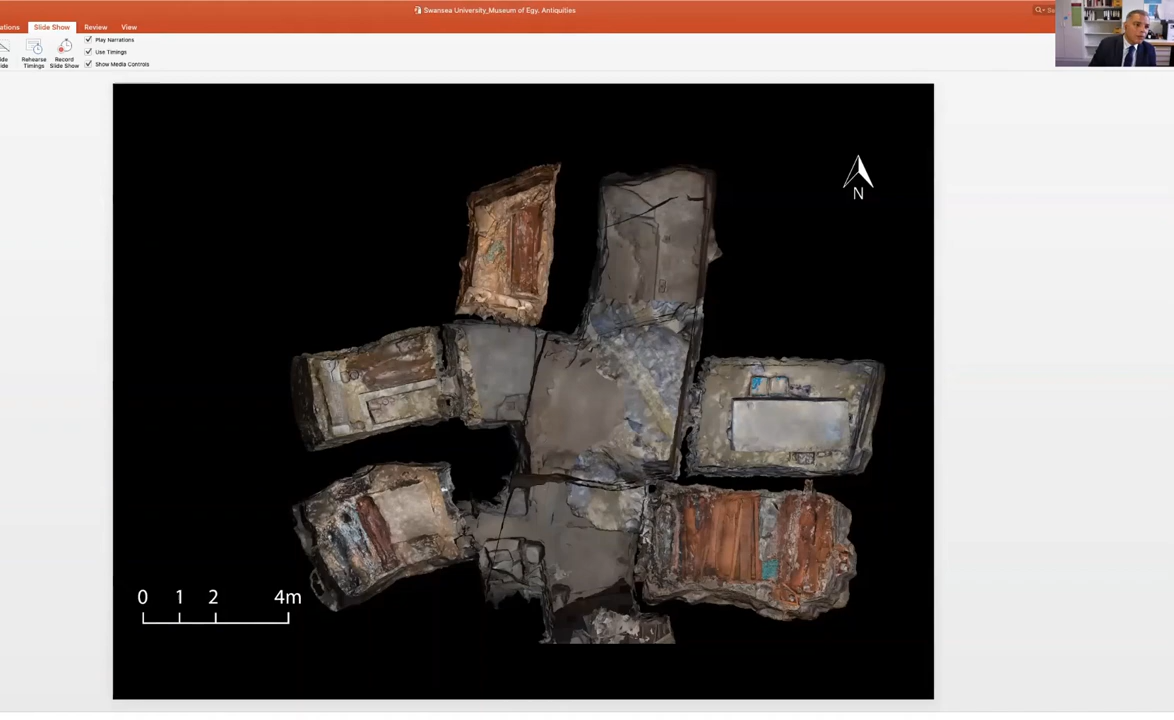 Swansea University_Museum of Egy. Antiquities
ations Slide Show Review View
Play Narrations
Use Timings
Show Media Controls
Rehearse Timings
Record Slide Show
N
0 1 2 4m